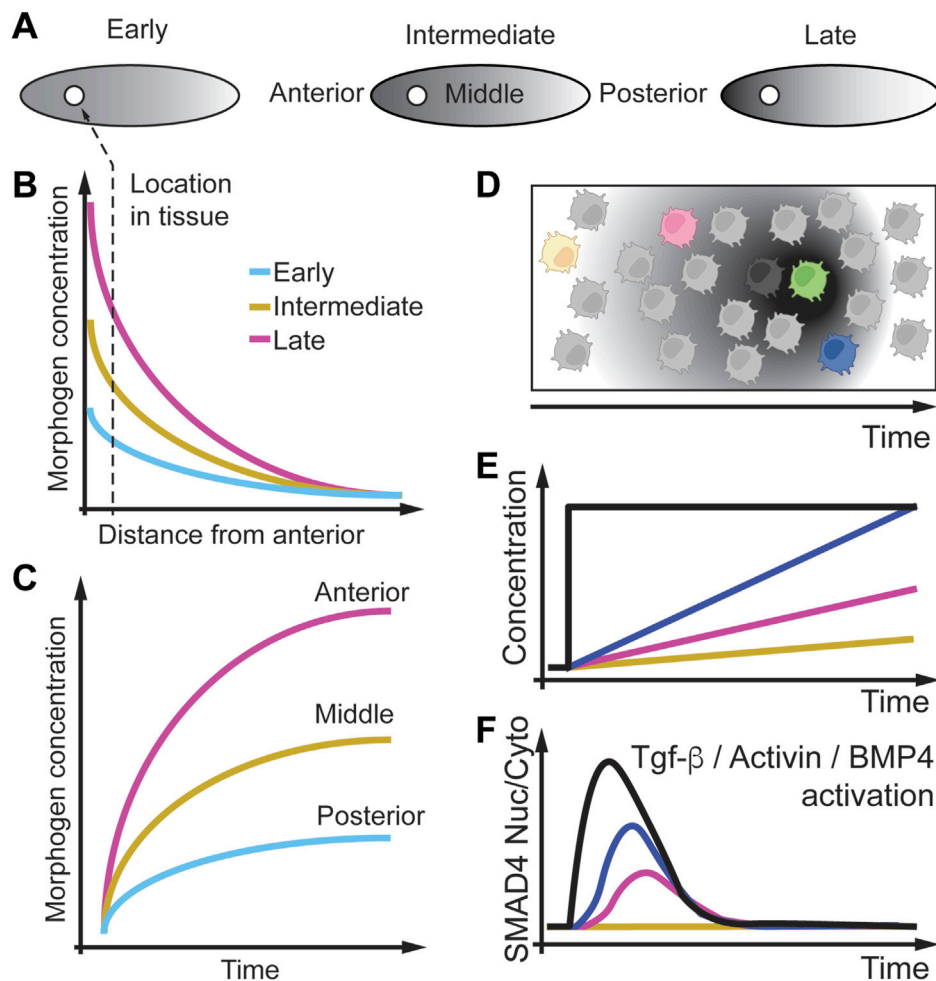 A
Early
Intermediate
Late
Anterior
Middle
Posterior
B
Location
in tissue
Morphogen concentration
Early
Intermediate
Late
Distance from anterior
C
Morphogen concentration
Anterior
Middle
Posterior
Time
D
Time
E
Concentration
Time
F
SMAD4 Nuc/Cyto
Tgf-β / Activin / BMP4
activation
Time